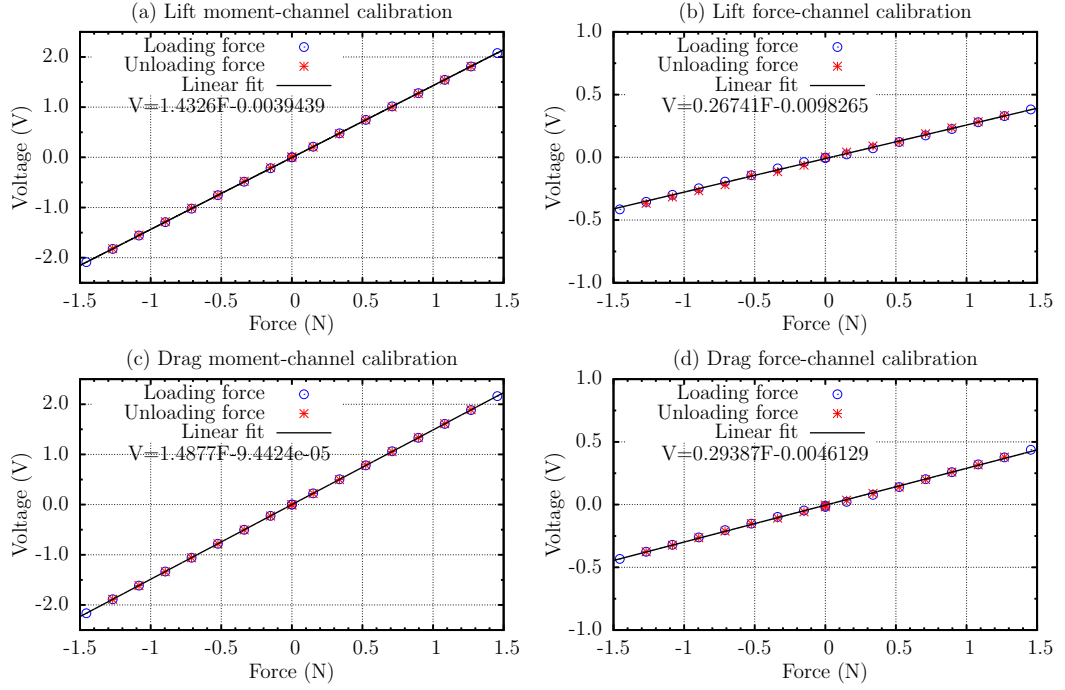 (a) Lift moment-channel calibration
Voltage (V)
2.0
1.0
0.0
-1.0
-2.0
Loading force
Unloading force
Linear fit
V=1.4326F-0.0039439
-1.5 -1 -0.5 0 0.5 1 1.5
Force (N)
(b) Lift force-channel calibration
Voltage (V)
1.0
0.5
0.0
-0.5
-1.0
Loading force
Unloading force
Linear fit
V=0.26741F-0.0098265
-1.5 -1 -0.5 0 0.5 1 1.5
Force (N)
(c) Drag moment-channel calibration
Voltage (V)
2.0
1.0
0.0
-1.0
-2.0
Loading force
Unloading force
Linear fit
V=1.4877F-9.4424e-05
-1.5 -1 -0.5 0 0.5 1 1.5
Force (N)
(d) Drag force-channel calibration
Voltage (V)
1.0
0.5
0.0
-0.5
-1.0
Loading force
Unloading force
Linear fit
V=0.29387F-0.0046129
-1.5 -1 -0.5 0 0.5 1 1.5
Force (N)